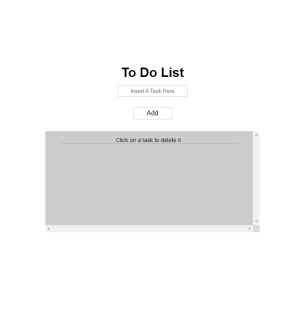 To Do List
Insert A Task Here
Add
Click on a task to delete it